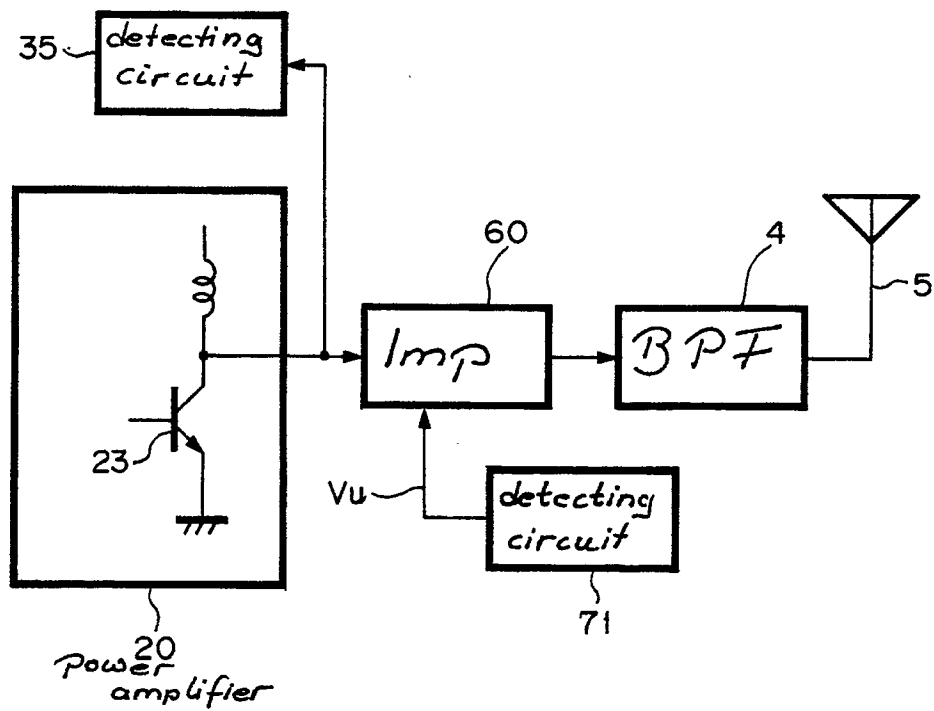 35
detecting
circuit
60
4
5
Imp
BPF
23
Vu
detecting
circuit
71
20
power
amplifier